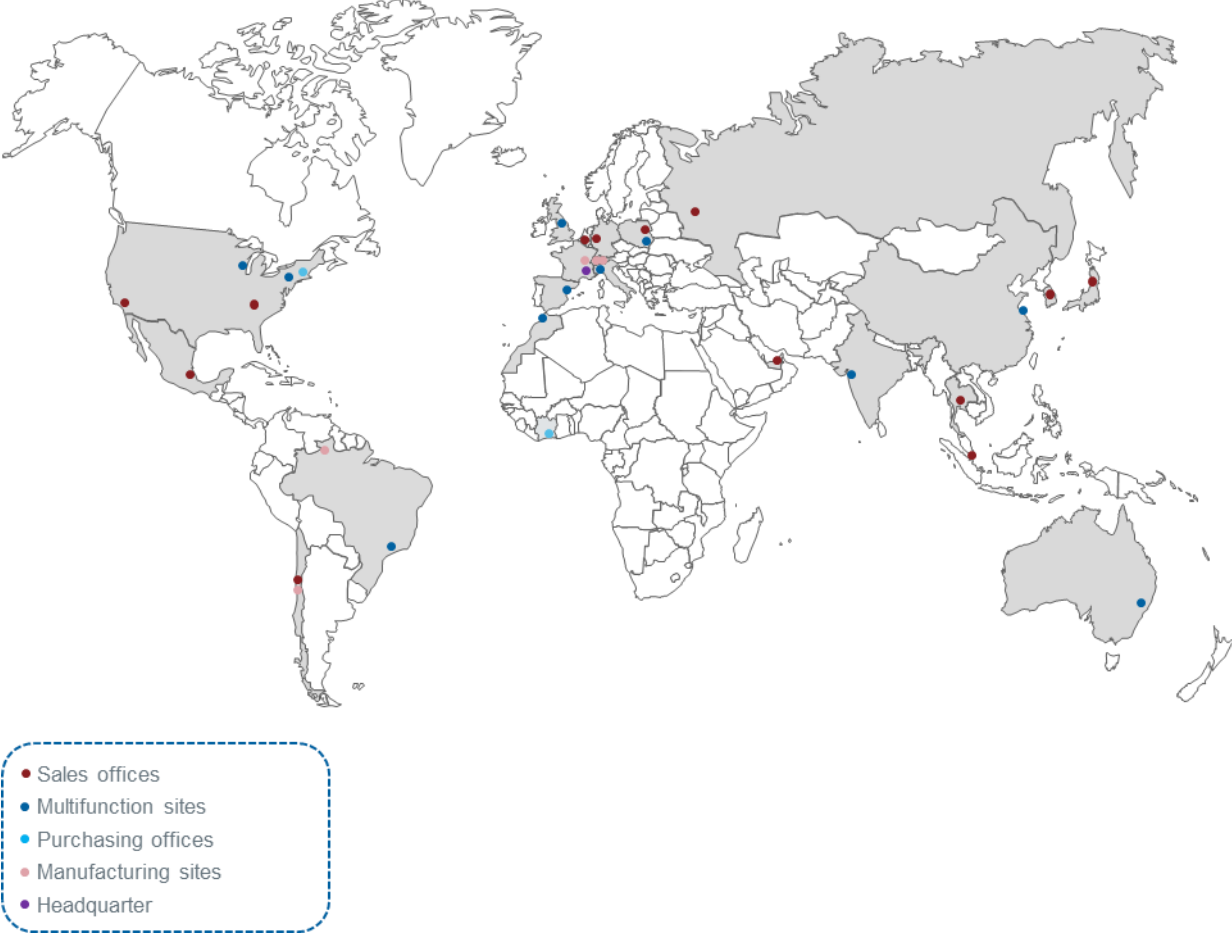 Sales offices
Multifunction sites
Purchasing offices
Manufacturing sites
Headquarter